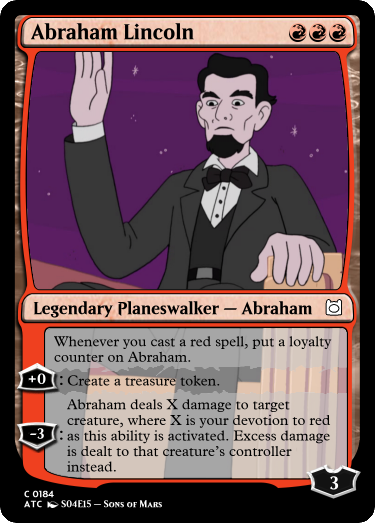 Abraham Lincoln
Legendary Planeswalker — Abraham
Whenever you cast a red spell, put a loyalty
counter on Abraham.
+0 : Create a treasure token.
Abraham deals X damage to target
creature, where X is your devotion to red
-3 : as this ability is activated. Excess damage
is dealt to that creature's controller
instead.
3
C 0184
ATC S04E15 — Sons of Mars